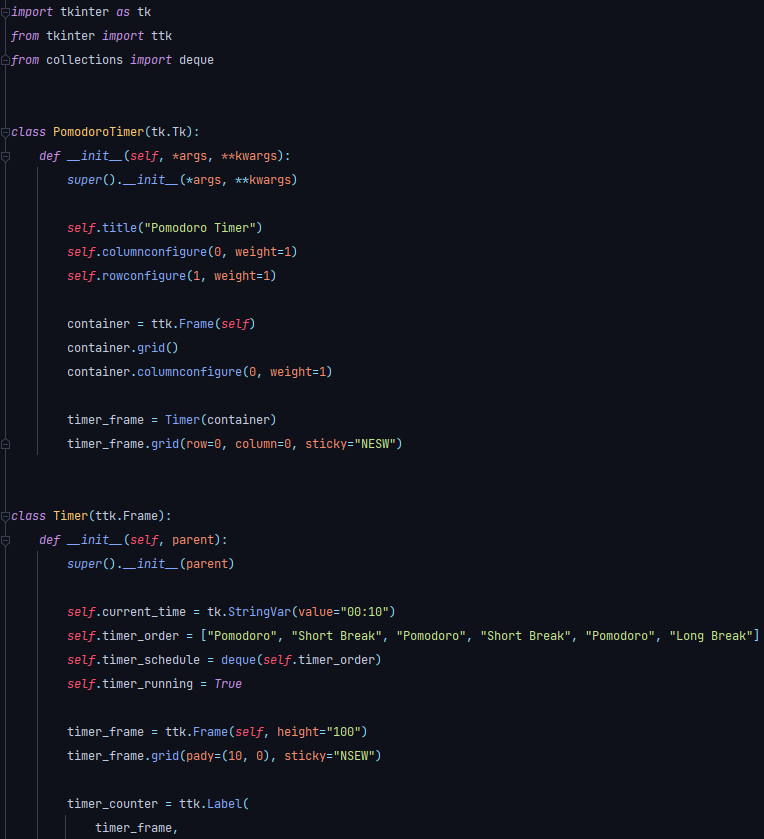 import tkinter as tk
from tkinter import ttk
from collections import deque
class PomodoroTimer(tk.Tk):
    def __init__(self, *args, **kwargs):
        super().__init__(*args, **kwargs)
        self.title("Pomodoro Timer")
        self.columnconfigure(0, weight=1)
        self.rowconfigure(1, weight=1)
        container = ttk.Frame(self)
        container.grid()
        container.columnconfigure(0, weight=1)
        timer_frame = Timer(container)
        timer_frame.grid(row=0, column=0, sticky="NESW")
class Timer(ttk.Frame):
    def __init__(self, parent):
        super().__init__(parent)
        self.current_time = tk.StringVar(value="00:10")
        self.timer_order = ["Pomodoro", "Short Break", "Pomodoro", "Short Break", "Pomodoro", "Long Break"]
        self.timer_schedule = deque(self.timer_order)
        self.timer_running = True
        timer_frame = ttk.Frame(self, height="100")
        timer_frame.grid(pady=(10, 0), sticky="NSEW")
        timer_counter = ttk.Label(
            timer_frame,